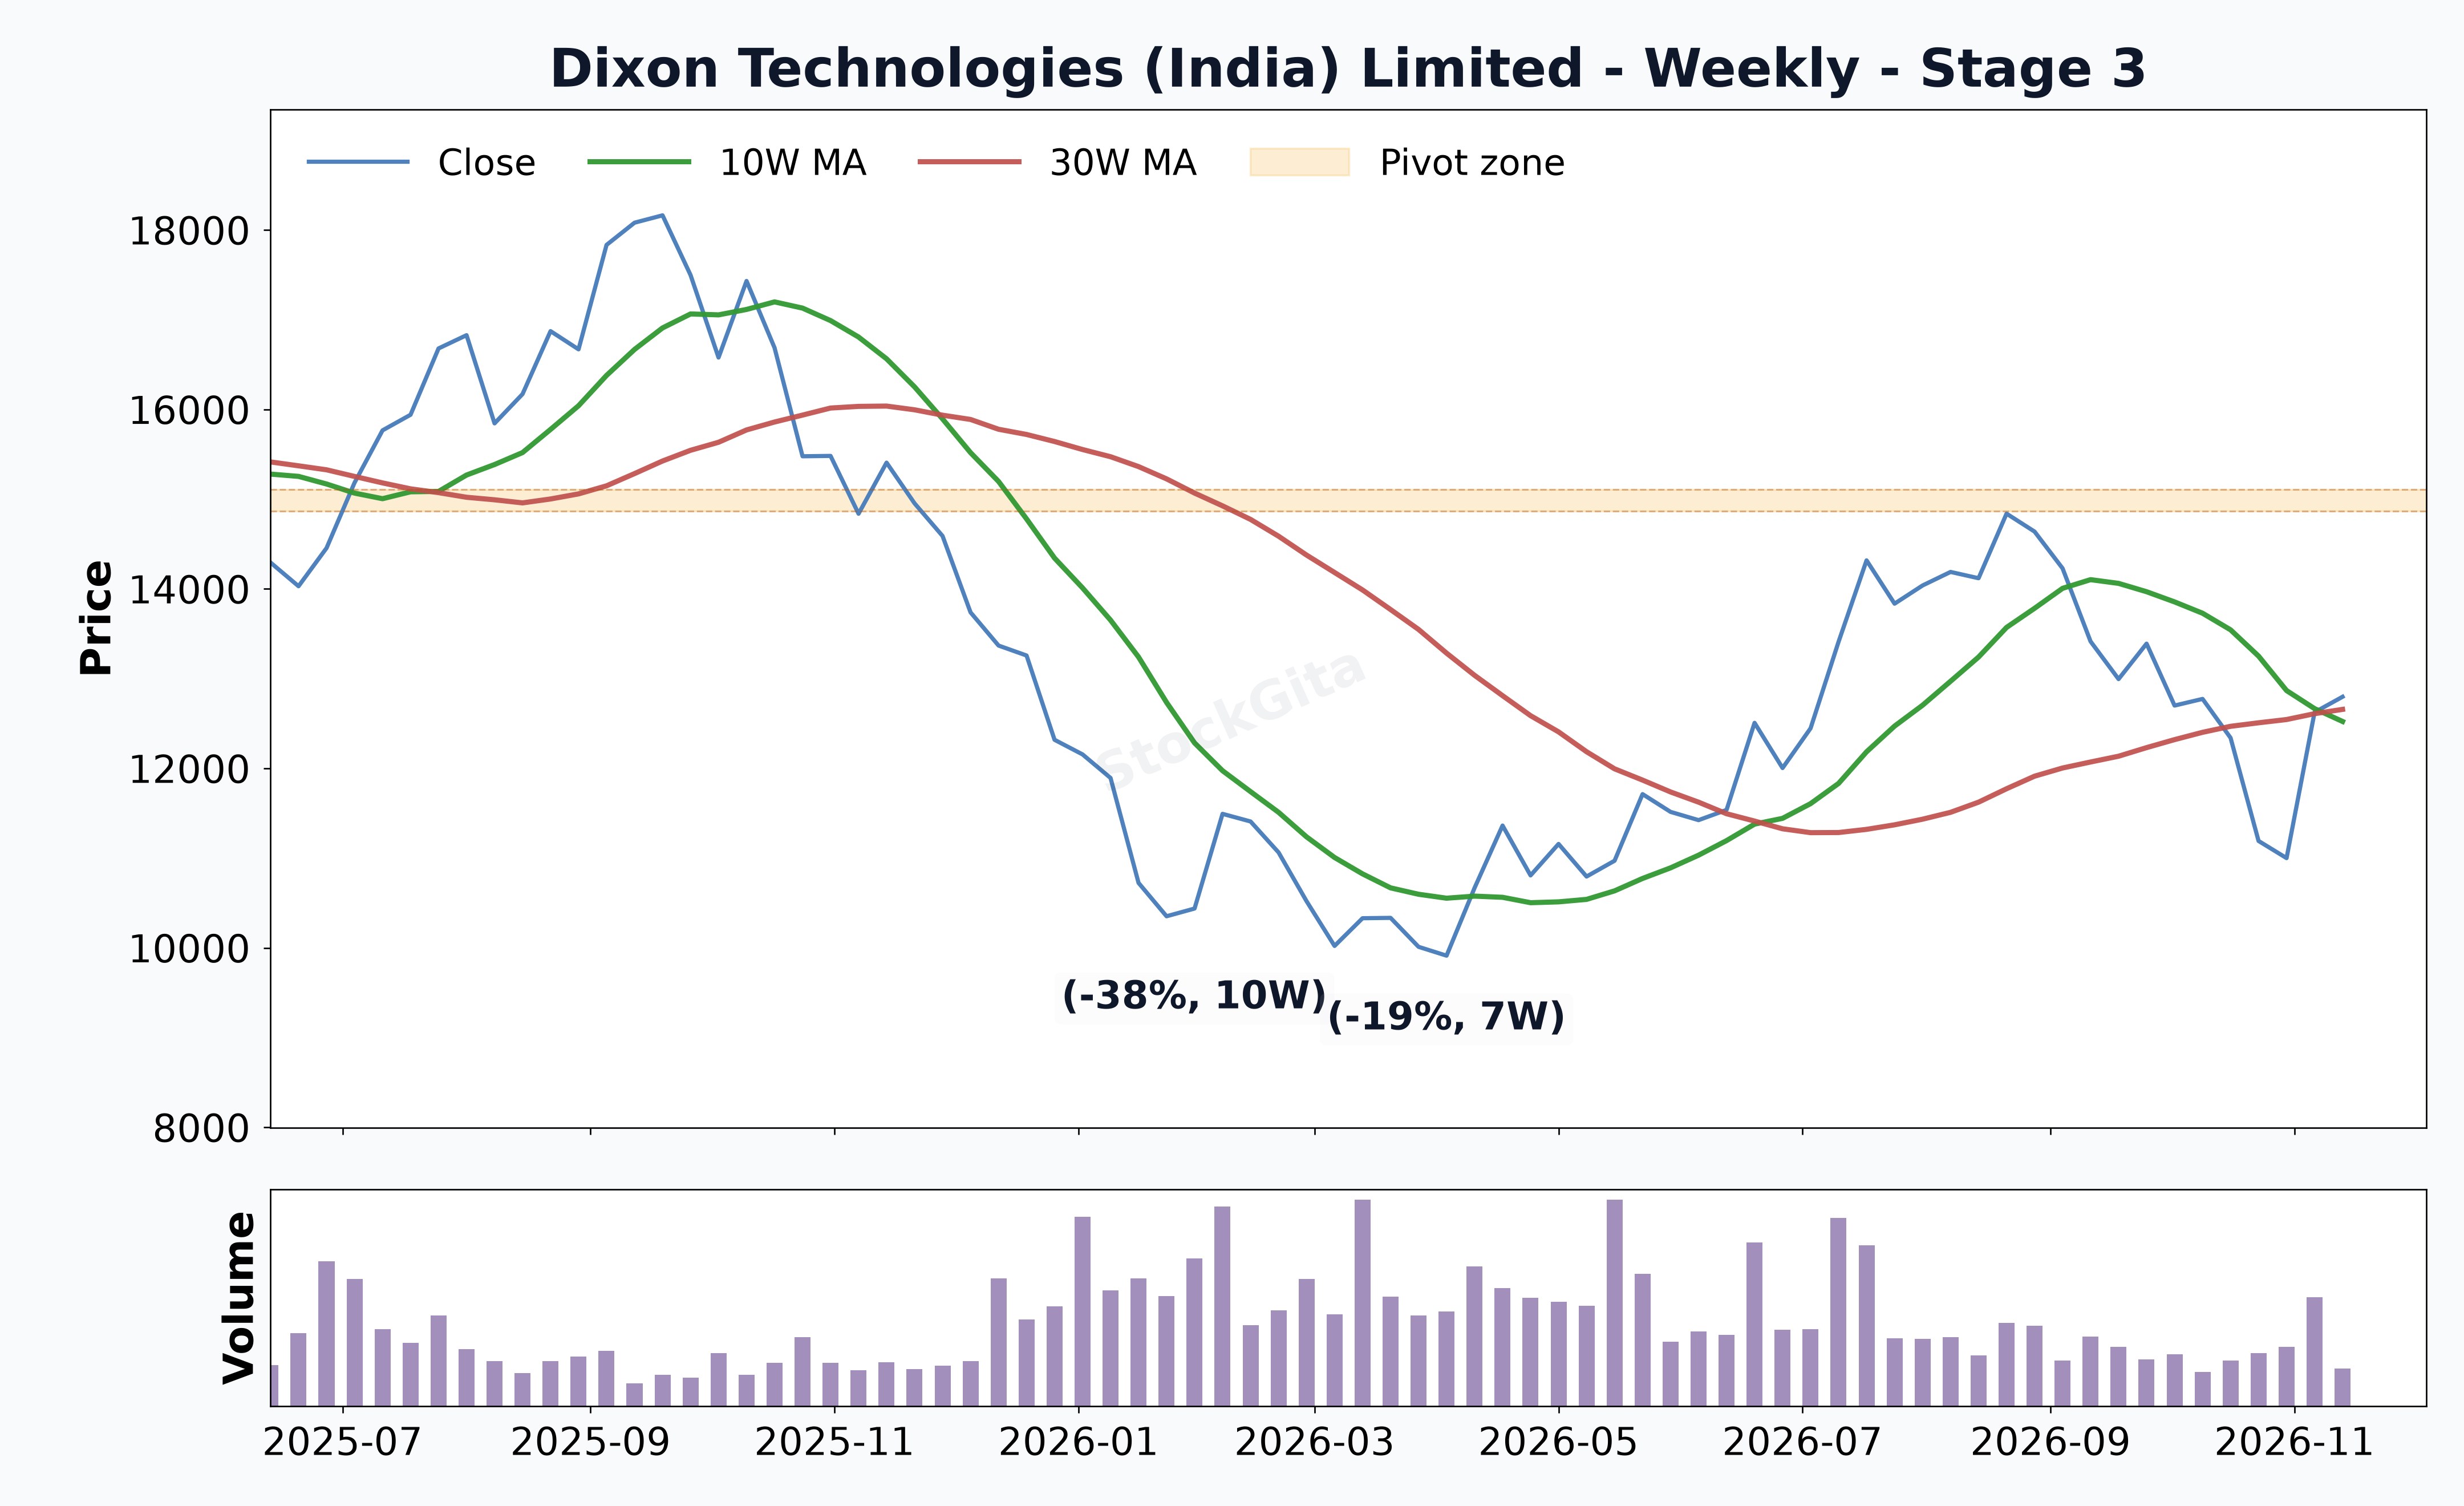 Dixon Technologies (India) Limited - Weekly - Stage 3
Close 10W MA 30W MA Pivot zone
18000
16000
14000
12000
10000
8000
Price
StockGita
(-38%, 10W)
(-19%, 7W)
Volume
2025-07 2025-09 2025-11 2026-01 2026-03 2026-05 2026-07 2026-09 2026-11